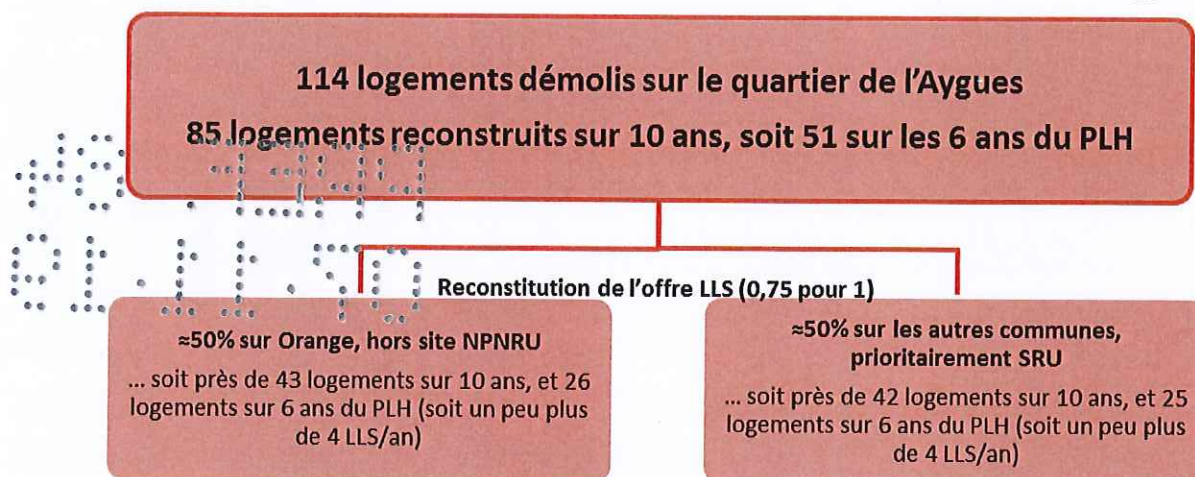 114 logements démolis sur le quartier de l'Aygues
85 logements reconstruits sur 10 ans, soit 51 sur les 6 ans du PLH
Reconstitution de l'offre LLS (0,75 pour 1)
≈50% sur Orange, hors site NPNRU
... soit près de 43 logements sur 10 ans, et 26
logements sur 6 ans du PLH (soit un peu plus
de 4 LLS/an)
≈50% sur les autres communes,
prioritairement SRU
... soit près de 42 logements sur 10 ans, et 25
logements sur 6 ans du PLH (soit un peu plus
de 4 LLS/an)